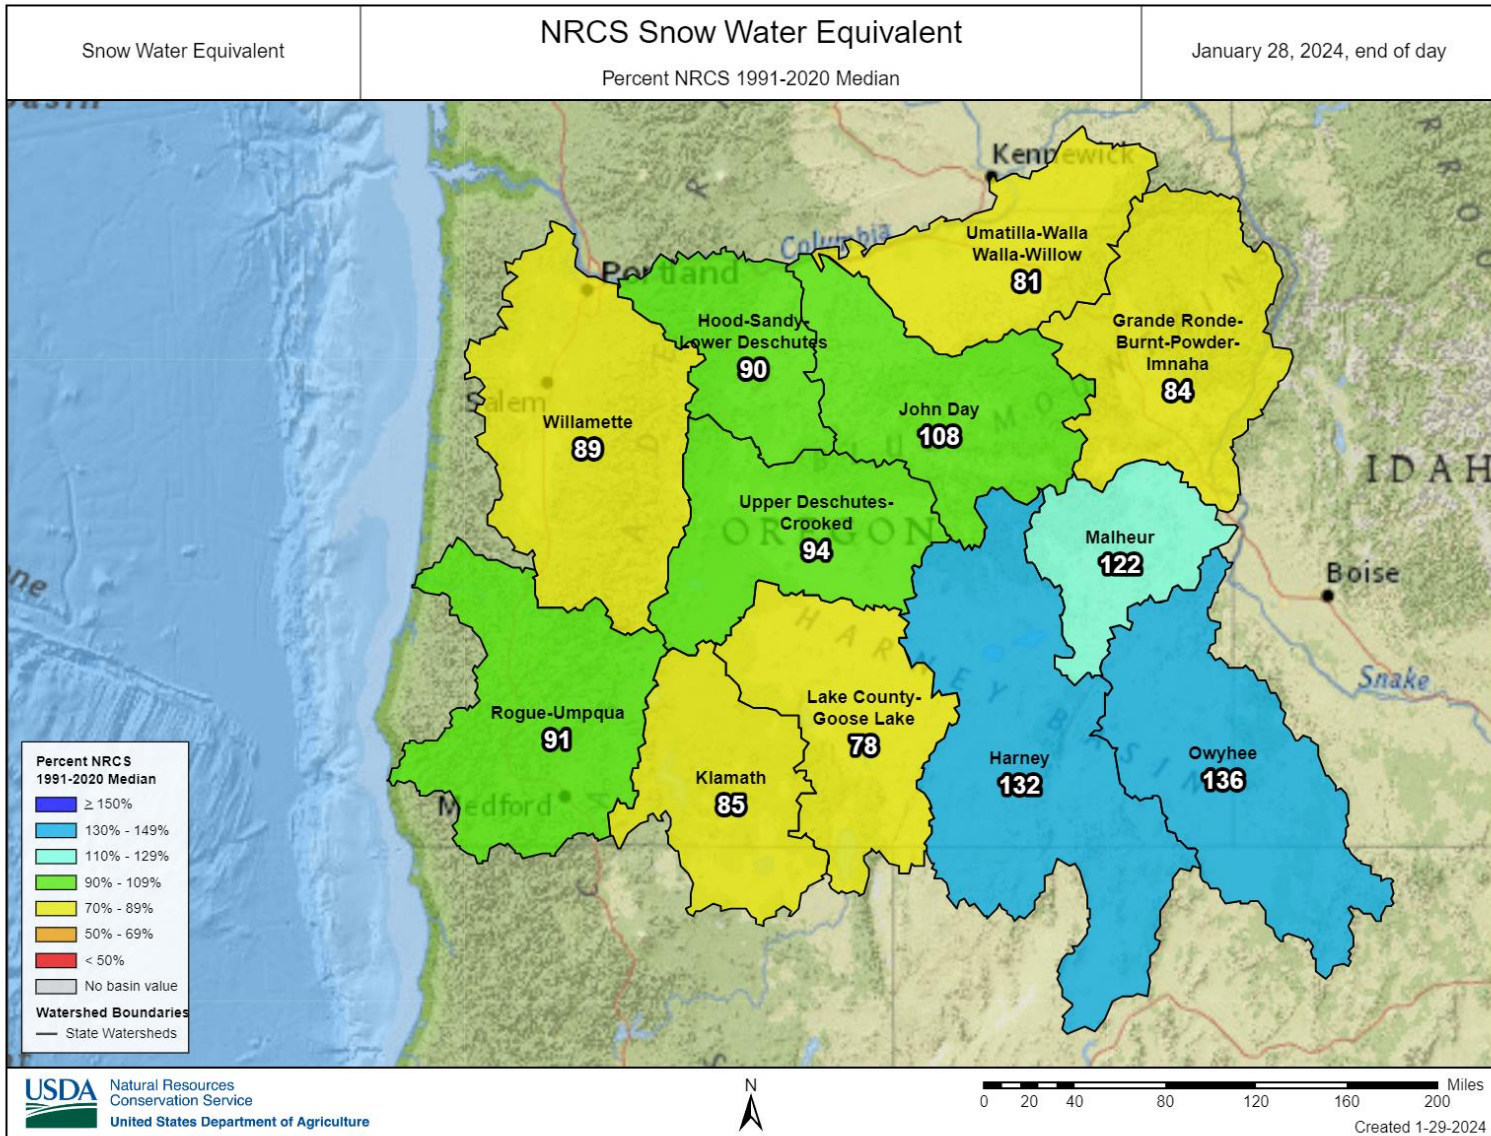 Snow Water Equivalent
NRCS Snow Water Equivalent
Percent NRCS 1991-2020 Median
January 28, 2024, end of day
Kennewick
Columbia
Portland
Salem
Medford
OREGON
HARNEY BASIN
IDAH
Boise
Snake
Umatilla-Walla
Walla-Willow
81
Grande Ronde-
Burnt-Powder-
Imnaha
84
Hood-Sandy-
Lower Deschutes
90
John Day
108
Willamette
89
Upper Deschutes-
Crooked
94
Malheur
122
Rogue-Umpqua
91
Klamath
85
Lake County-
Goose Lake
78
Harney
132
Owyhee
136
Percent NRCS
1991-2020 Median
≥ 150%
130% - 149%
110% - 129%
90% - 109%
70% - 89%
50% - 69%
< 50%
No basin value
Watershed Boundaries
State Watersheds
USDA
Natural Resources
Conservation Service
United States Department of Agriculture
N
Miles
0 20 40 80 120 160 200
Created 1-29-2024